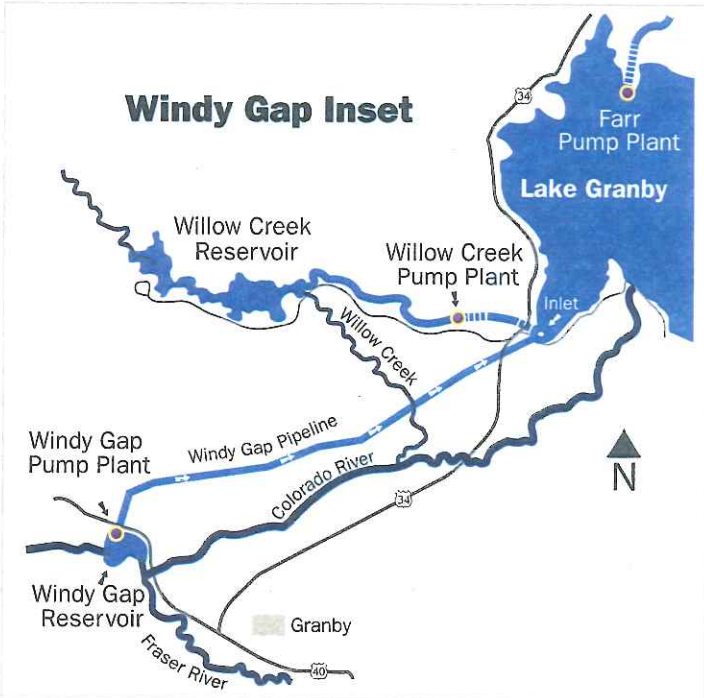 Windy Gap Inset
34
Farr
Pump Plant
Lake Granby
Willow Creek
Reservoir
Willow Creek
Pump Plant
Inlet
Willow Creek
Windy Gap
Pump Plant
Windy Gap Pipeline
Colorado River
N
34
Windy Gap
Reservoir
Granby
Fraser River
40